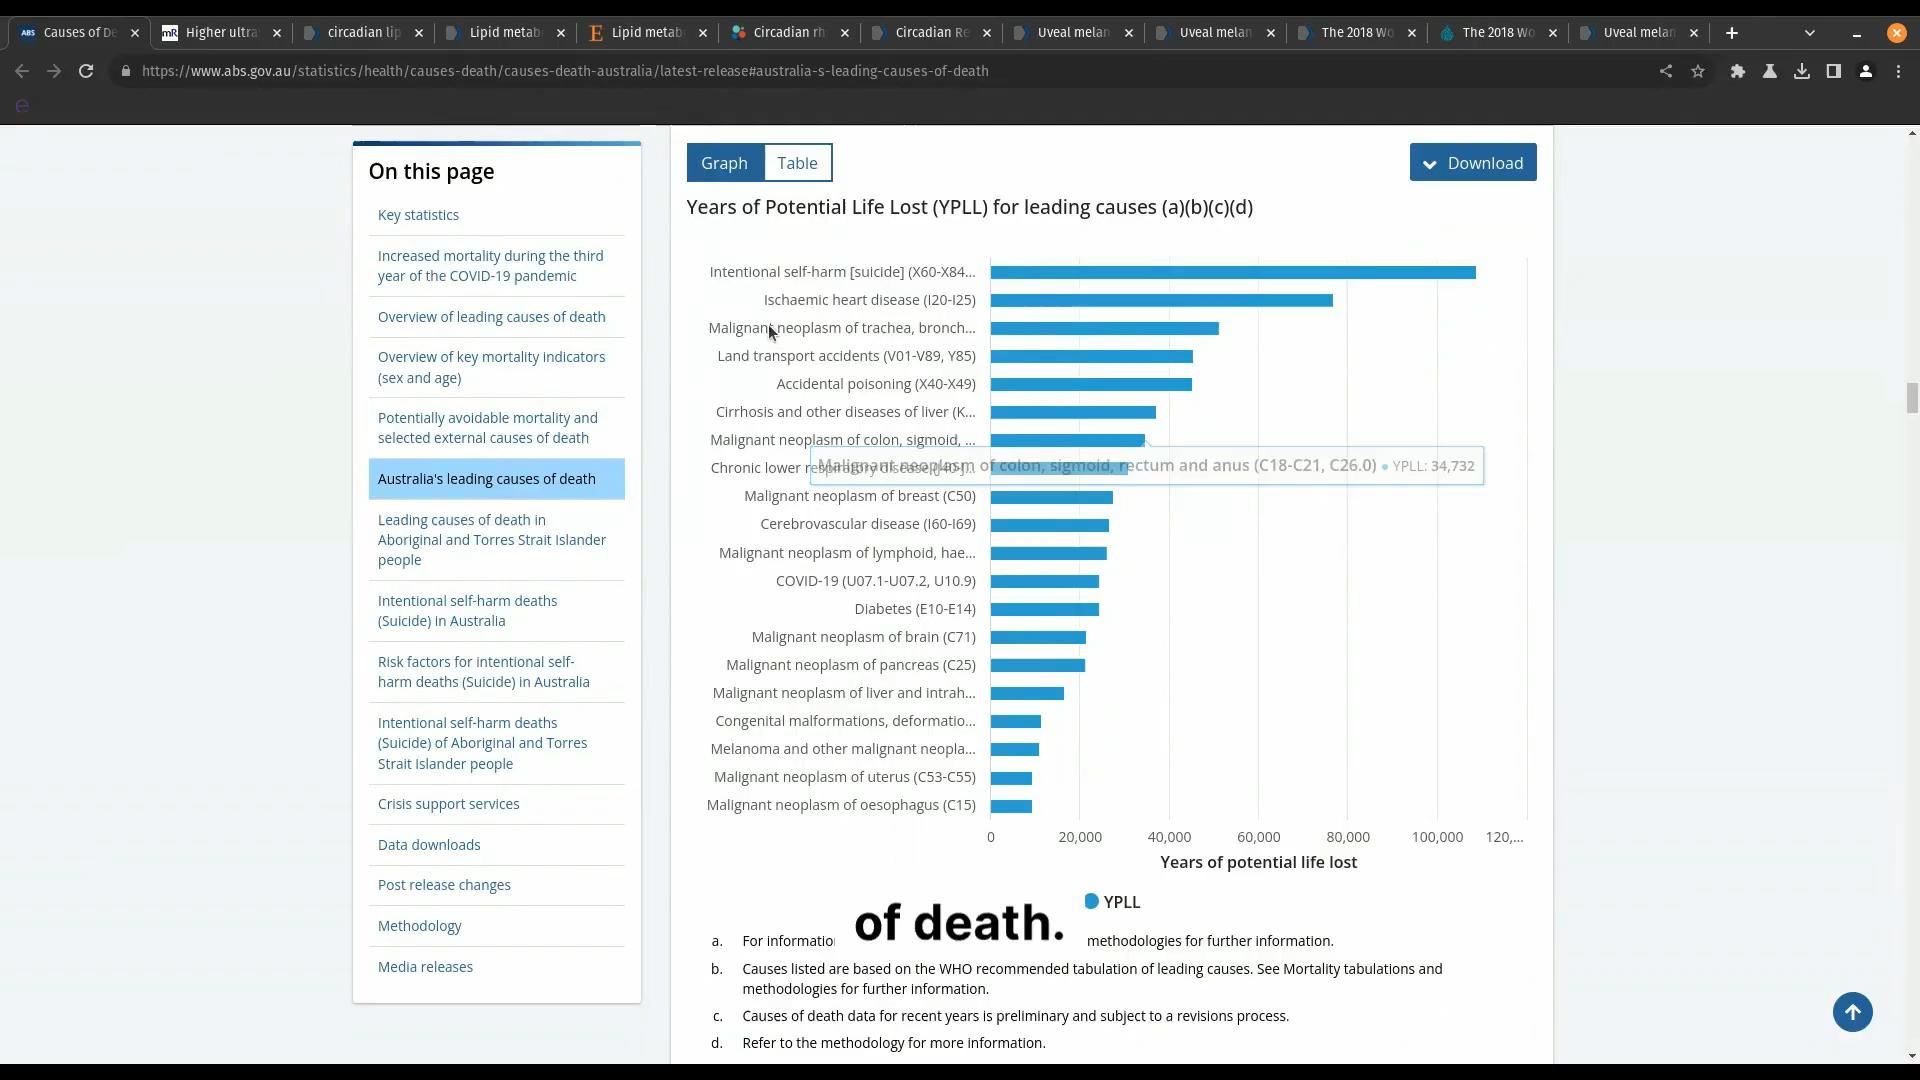 Causes of De
Higher ultra
circadian lip
Lipid metab
Lipid metab
Circadian rh
Circadian Re
Uveal melan
Uveal melan
The 2018 Wo
The 2018 Wo
Uveal melan
https://www.abs.gov.au/statistics/health/causes-death/causes-death-australia/latest-release#australia-s-leading-causes-of-death
On this page
Key statistics
Increased mortality during the third
year of the COVID-19 pandemic
Overview of leading causes of death
Overview of key mortality indicators
(sex and age)
Potentially avoidable mortality and
selected external causes of death
Australia's leading causes of death
Leading causes of death in
Aboriginal and Torres Strait Islander
people
Intentional self-harm deaths
(Suicide) in Australia
Risk factors for intentional self-
harm deaths (Suicide) in Australia
Intentional self-harm deaths
(Suicide) of Aboriginal and Torres
Strait Islander people
Crisis support services
Data downloads
Post release changes
Methodology
Media releases
Graph
Table
Download
Years of Potential Life Lost (YPLL) for leading causes (a)(b)(c)(d)
Intentional self-harm [suicide] (X60-X84...
Ischaemic heart disease (I20-I25)
Malignant neoplasm of trachea, bronch...
Land transport accidents (V01-V89, Y85)
Accidental poisoning (X40-X49)
Cirrhosis and other diseases of liver (K...
Malignant neoplasm of colon, sigmoid, ...
Malignant neoplasm of colon, sigmoid, rectum and anus (C18-C21, C26.0) ● YPLL: 34,732
Chronic lower respiratory disease (J40-J...
Malignant neoplasm of breast (C50)
Cerebrovascular disease (I60-I69)
Malignant neoplasm of lymphoid, hae...
COVID-19 (U07.1-U07.2, U10.9)
Diabetes (E10-E14)
Malignant neoplasm of brain (C71)
Malignant neoplasm of pancreas (C25)
Malignant neoplasm of liver and intrah...
Congenital malformations, deformatio...
Melanoma and other malignant neopla...
Malignant neoplasm of uterus (C53-C55)
Malignant neoplasm of oesophagus (C15)
0 20,000 40,000 60,000 80,000 100,000 120,...
Years of potential life lost
YPLL
of death.
a. For informatio methodologies for further information.
b. Causes listed are based on the WHO recommended tabulation of leading causes. See Mortality tabulations and
methodologies for further information.
c. Causes of death data for recent years is preliminary and subject to a revisions process.
d. Refer to the methodology for more information.